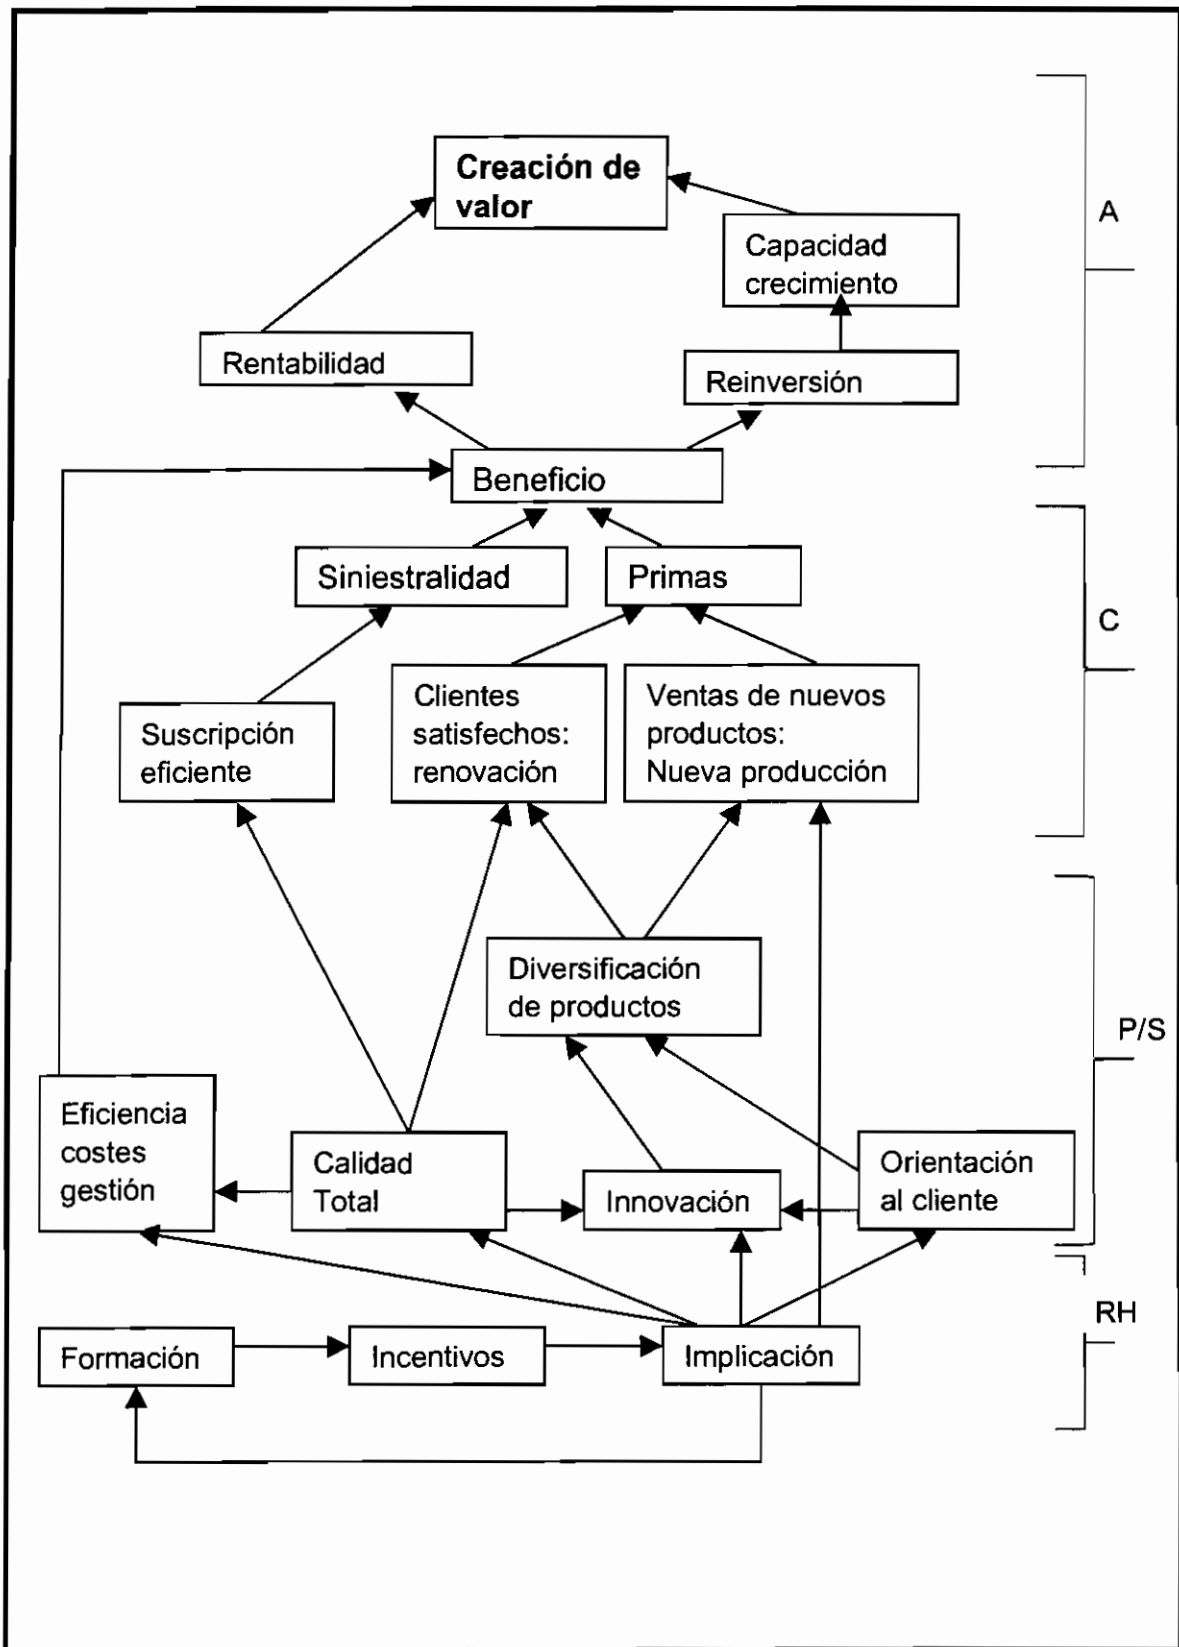 Creación de
valor
A
Capacidad
crecimiento
Rentabilidad
Reinversión
Beneficio
Siniestralidad
Primas
C
Suscripción
eficiente
Clientes
satisfechos:
renovación
Ventas de nuevos
productos:
Nueva producción
Diversificación
de productos
P/S
Eficiencia
costes
gestión
Calidad
Total
Innovación
Orientación
al cliente
RH
Formación
Incentivos
Implicación